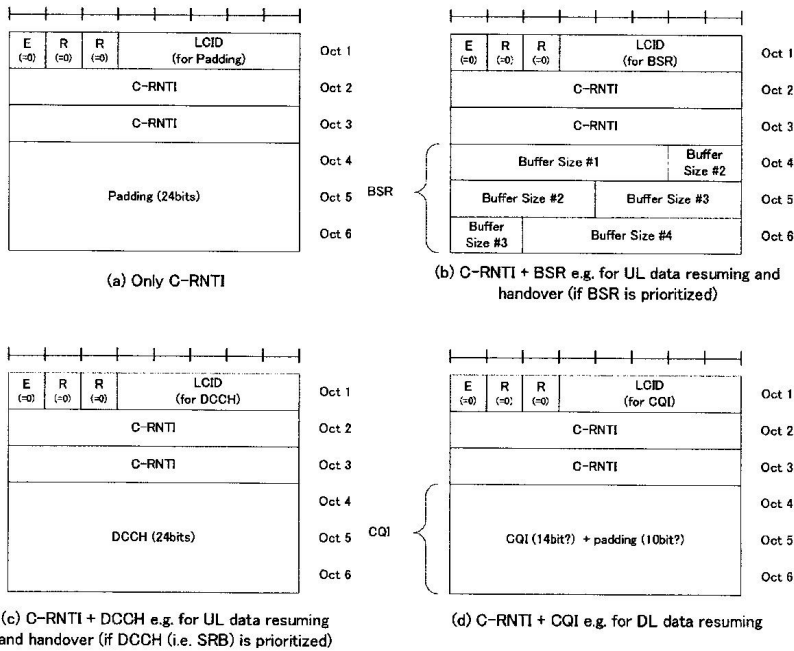 E R R LCID
(=0) (=0) (=0) (for Padding)
Oct 1
C-RNTI
Oct 2
C-RNTI
Oct 3
Oct 4
Padding (24bits)
Oct 5
Oct 6
(a) Only C-RNTI
E R R LCID
(=0) (=0) (=0) (for BSR)
Oct 1
C-RNTI
Oct 2
C-RNTI
Oct 3
BSR
Buffer Size #1
Buffer
Size #2
Oct 4
Buffer Size #2
Buffer Size #3
Oct 5
Buffer
Size #3
Buffer Size #4
Oct 6
(b) C-RNTI + BSR e.g. for UL data resuming and
handover (if BSR is prioritized)
E R R LCID
(=0) (=0) (=0) (for DCCH)
Oct 1
C-RNTI
Oct 2
C-RNTI
Oct 3
Oct 4
DCCH (24bits)
Oct 5
Oct 6
(c) C-RNTI + DCCH e.g. for UL data resuming
and handover (if DCCH (i.e. SRB) is prioritized)
E R R LCID
(=0) (=0) (=0) (for CQI)
Oct 1
C-RNTI
Oct 2
C-RNTI
Oct 3
CQI
Oct 4
CQI (14bit?) + padding (10bit?)
Oct 5
Oct 6
(d) C-RNTI + CQI e.g. for DL data resuming